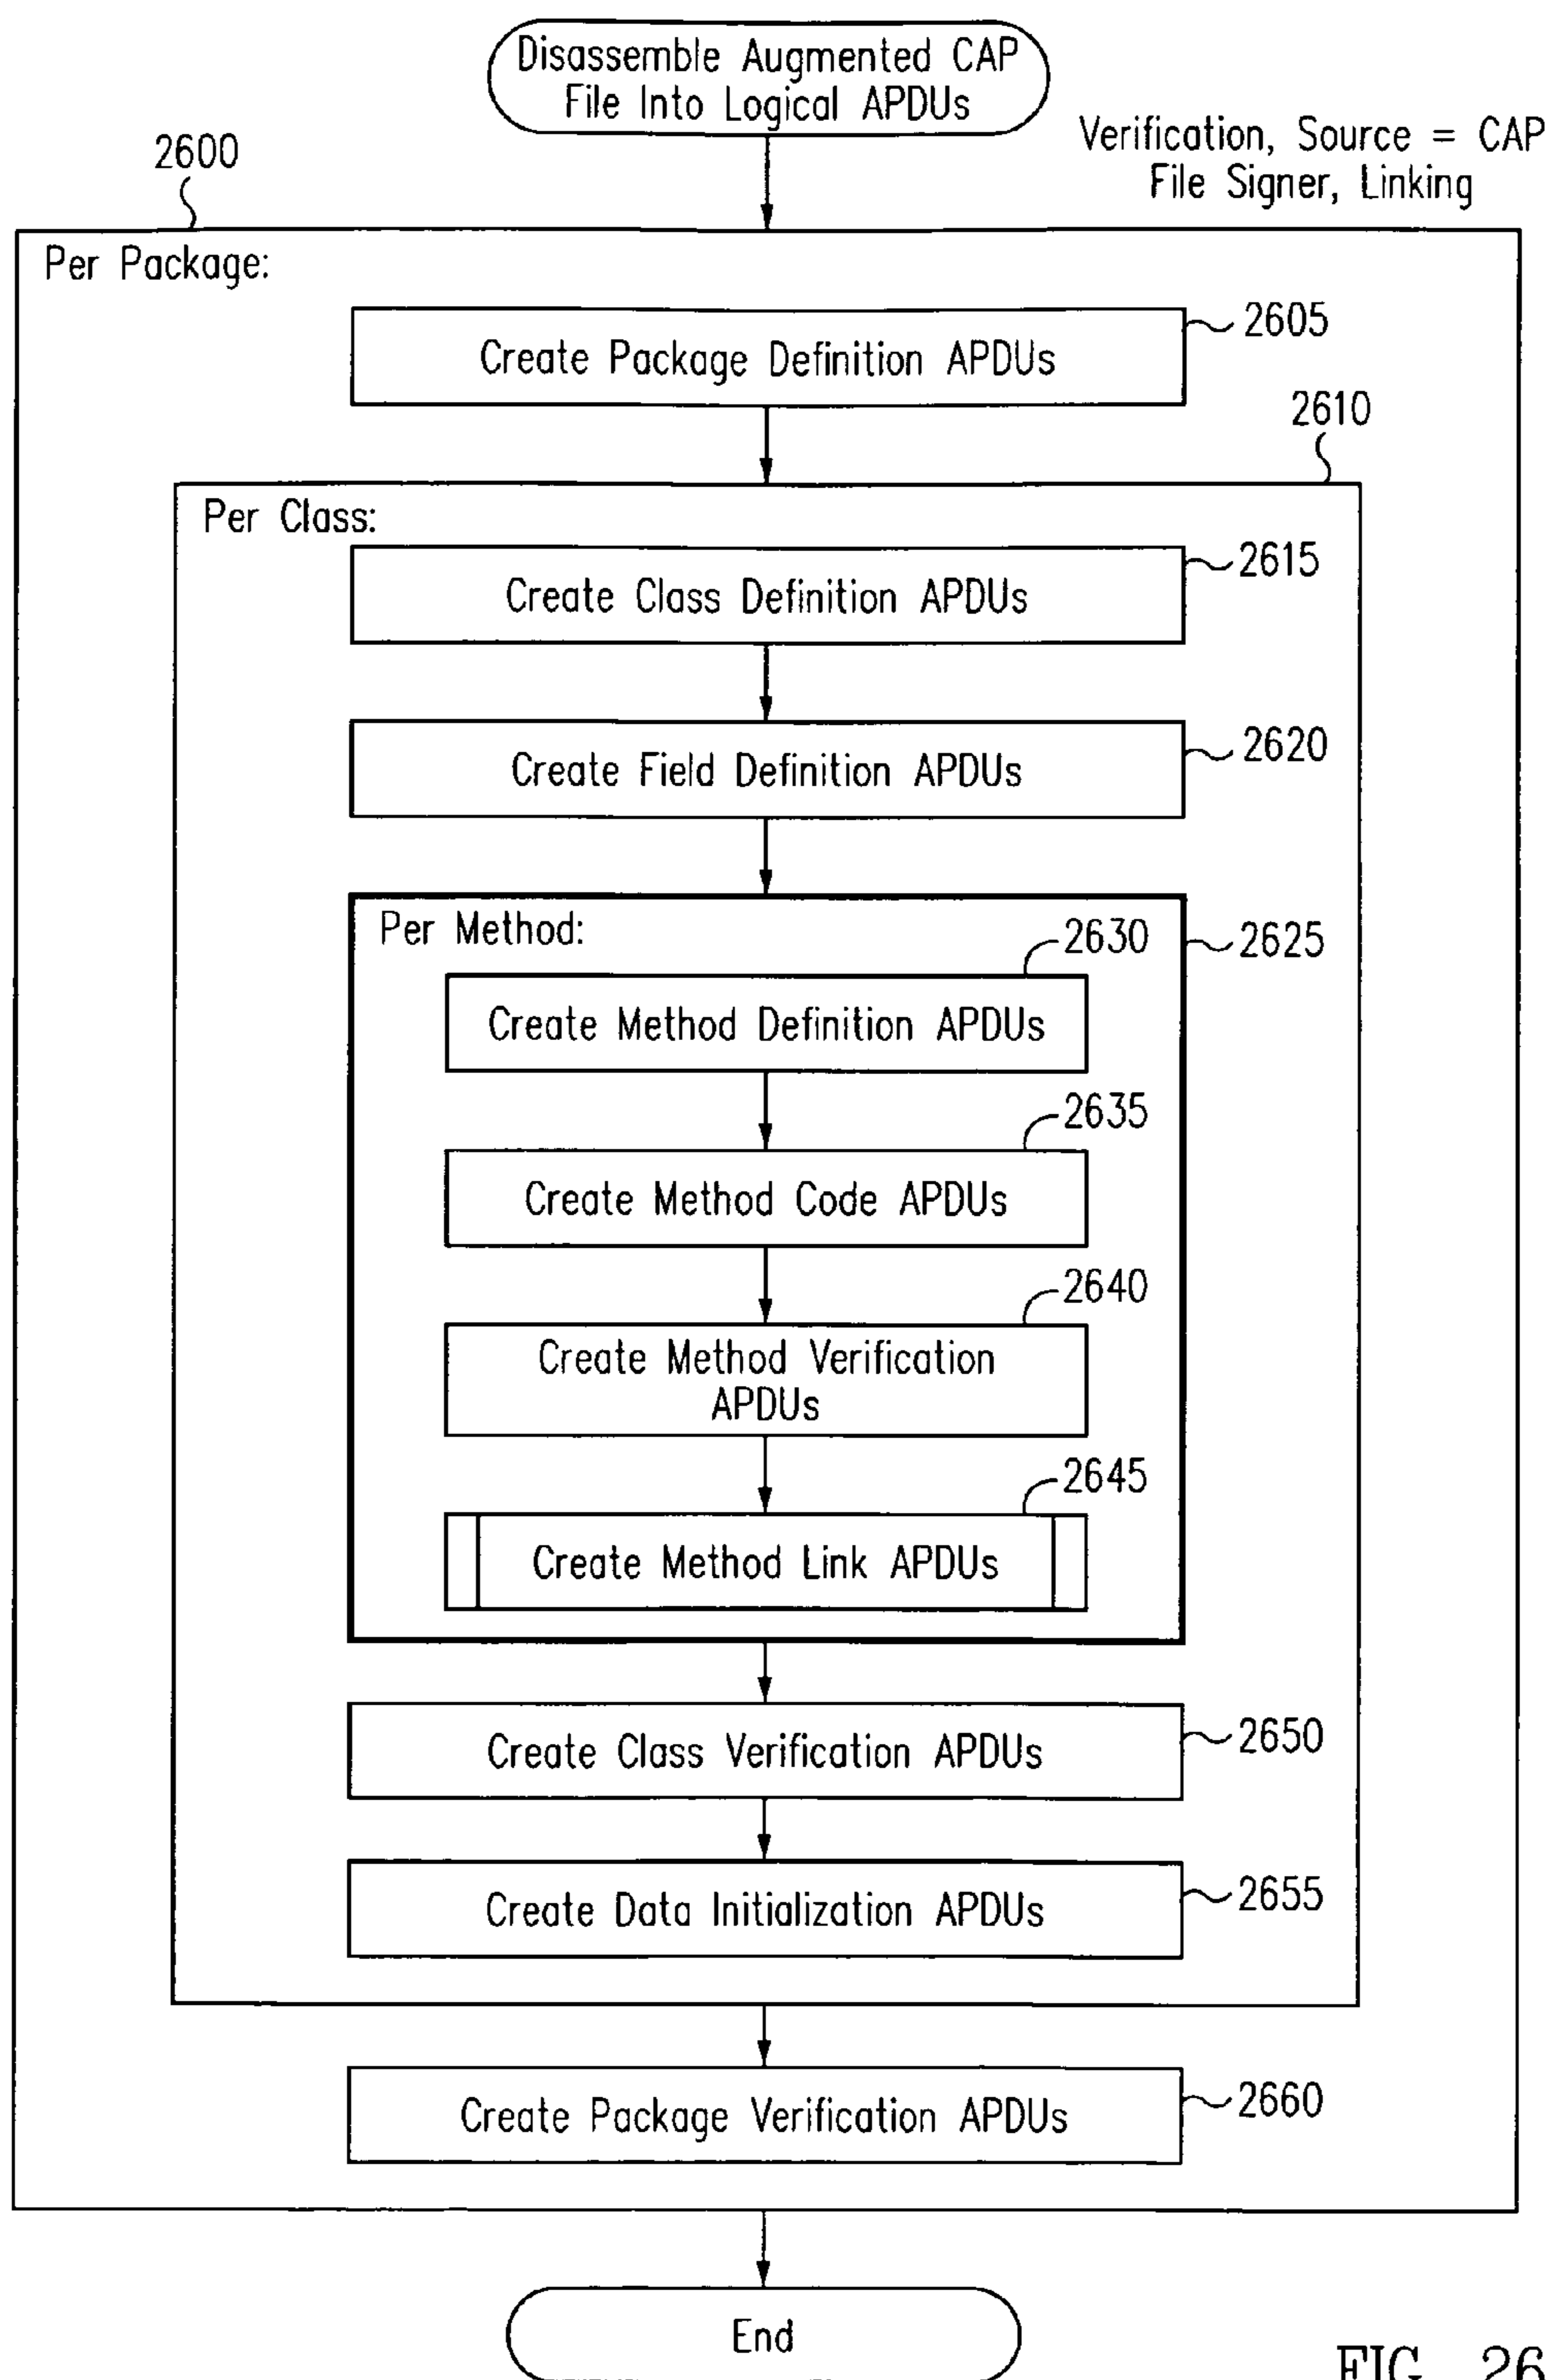 Disassemble Augmented CAP
File Into Logical APDUs
Verification, Source = CAP
File Signer, Linking
2600
Per Package:
2605
Create Package Definition APDUs
2610
Per Class:
2615
Create Class Definition APDUs
2620
Create Field Definition APDUs
Per Method:
2625
2630
Create Method Definition APDUs
2635
Create Method Code APDUs
2640
Create Method Verification
APDUs
2645
Create Method Link APDUs
2650
Create Class Verification APDUs
2655
Create Data Initialization APDUs
2660
Create Package Verification APDUs
End
FIG. 26